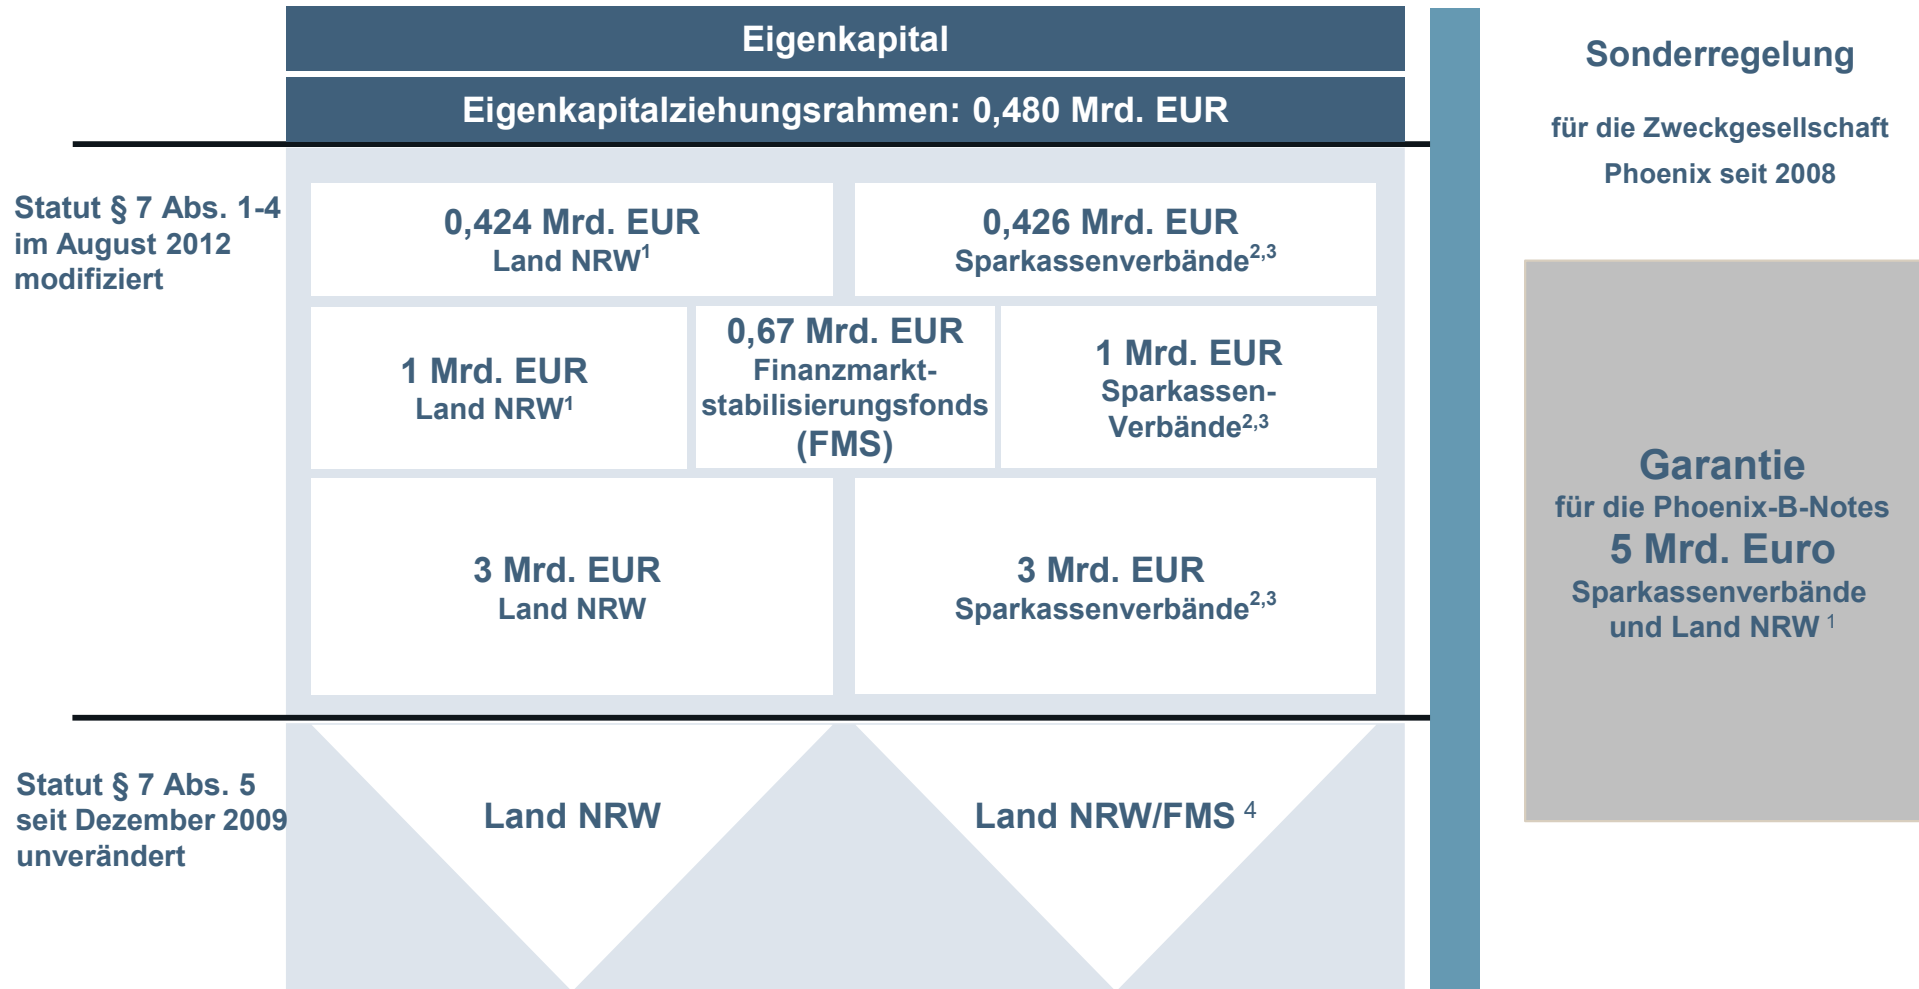 Eigenkapital
Eigenkapitalziehungsrahmen: 0,480 Mrd. EUR
Statut § 7 Abs. 1-4
im August 2012
modifiziert
0,424 Mrd. EUR
Land NRW¹
0,426 Mrd. EUR
Sparkassenverbände²,³
1 Mrd. EUR
Land NRW¹
0,67 Mrd. EUR
Finanzmarkt-
stabilisierungsfonds
(FMS)
1 Mrd. EUR
Sparkassen-
Verbände²,³
3 Mrd. EUR
Land NRW
3 Mrd. EUR
Sparkassenverbände²,³
Statut § 7 Abs. 5
seit Dezember 2009
unverändert
Land NRW
Land NRW/FMS ⁴
Sonderregelung
für die Zweckgesellschaft
Phoenix seit 2008
Garantie
für die Phoenix-B-Notes
5 Mrd. Euro
Sparkassenverbände
und Land NRW ¹